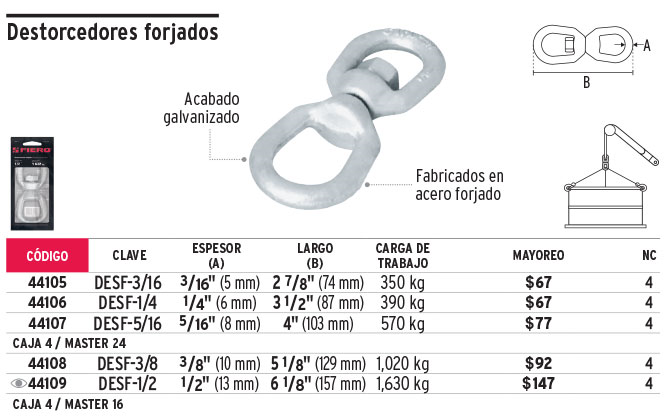 Destorcedores forjados
A
B
Acabado
galvanizado
Fabricados en
acero forjado
FIERO
CÓDIGO CLAVE ESPESOR (A) LARGO (B) CARGA DE TRABAJO MAYOREO NC
44105 DESF-3/16 3/16" (5 mm) 2 7/8" (74 mm) 350 kg $67 4
44106 DESF-1/4 1/4" (6 mm) 3 1/2" (87 mm) 390 kg $67 4
44107 DESF-5/16 5/16" (8 mm) 4" (103 mm) 570 kg $77 4
CAJA 4 / MASTER 24
44108 DESF-3/8 3/8" (10 mm) 5 1/8" (129 mm) 1,020 kg $92 4
44109 DESF-1/2 1/2" (13 mm) 6 1/8" (157 mm) 1,630 kg $147 4
CAJA 4 / MASTER 16